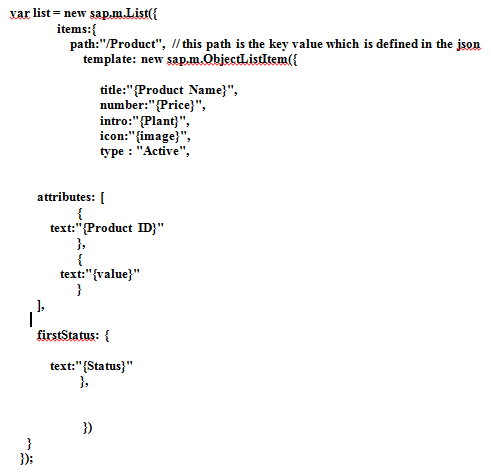 var list = new sap.m.List({
items:{
path:"/Product", // this path is the key value which is defined in the json
template: new sap.m.ObjectListItem({
title:"{Product Name}",
number:"{Price}",
intro:"{Plant}",
icon:"{image}",
type : "Active",
attributes: [
{
text:"{Product ID}"
},
{
text:"{value}"
}
],
firstStatus: {
text:"{Status}"
},
})
}
});